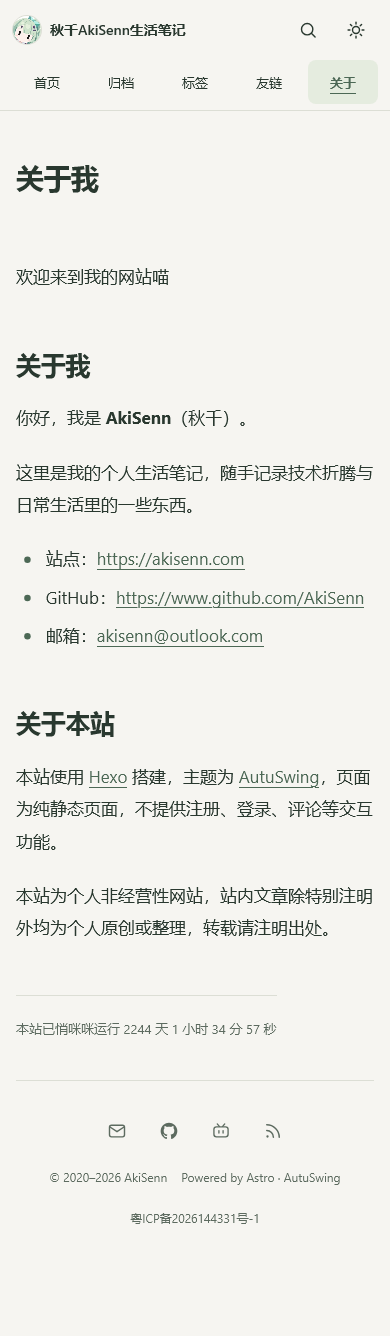 秋千AkiSenn生活笔记
首页 归档 标签 友链 关于
关于我
欢迎来到我的网站喵
关于我
你好，我是 AkiSenn（秋千）。
这里是我的个人生活笔记，随手记录技术折腾与
日常生活里的一些东西。
站点：https://akisenn.com
GitHub：https://www.github.com/AkiSenn
邮箱：akisenn@outlook.com
关于本站
本站使用 Hexo 搭建，主题为 AutuSwing，页面
为纯静态页面，不提供注册、登录、评论等交互
功能。
本站为个人非经营性网站，站内文章除特别注明
外均为个人原创或整理，转载请注明出处。
本站已悄咪咪运行 2244 天 1 小时 34 分 57 秒
© 2020–2026 AkiSenn Powered by Astro · AutuSwing
粤ICP备2026144331号-1